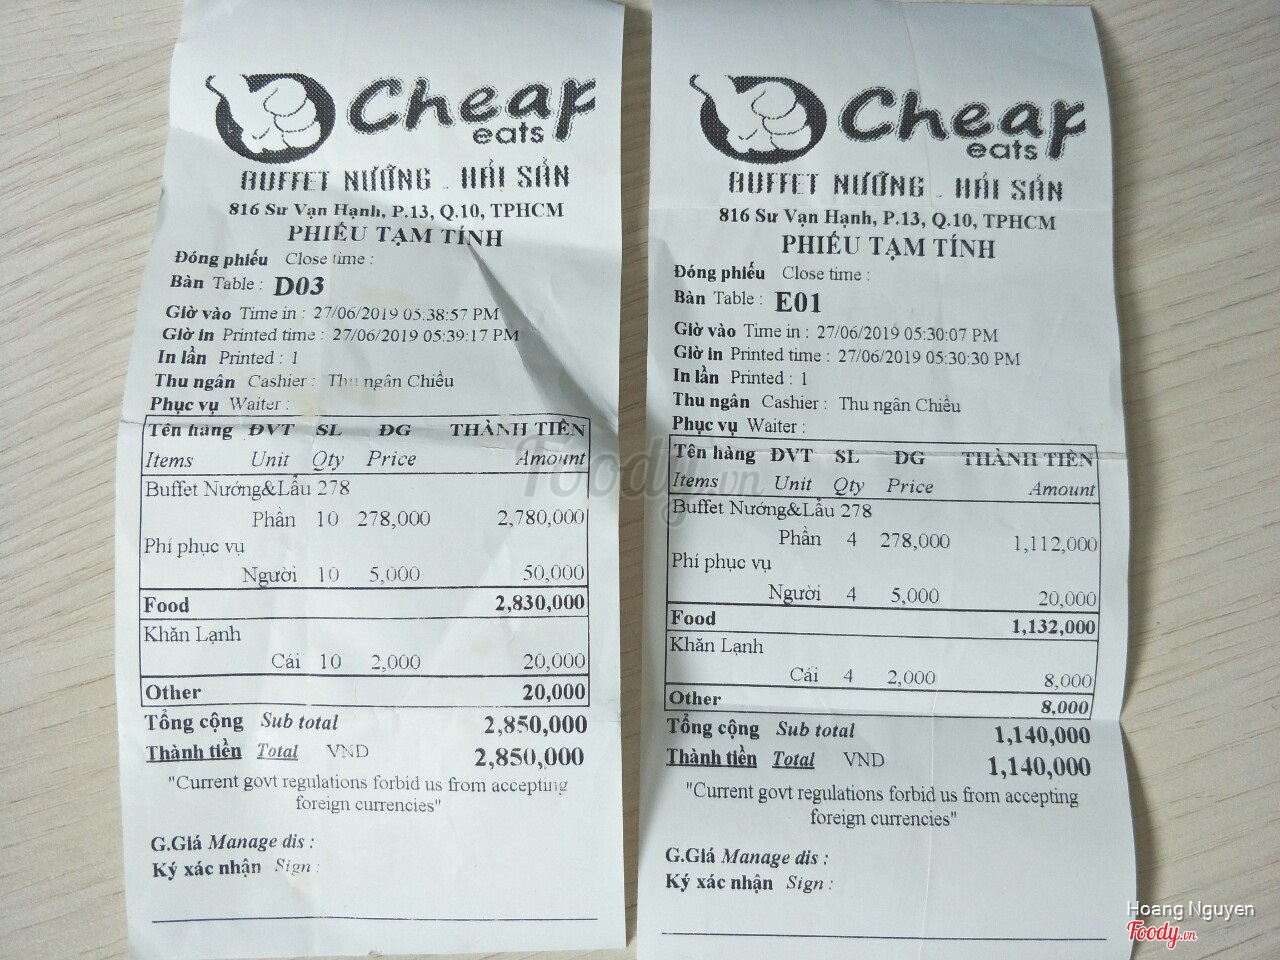 Cheap
eats
BUFFET NƯỚNG - HẢI SẢN
816 Sư Vạn Hạnh, P.13, Q.10, TPHCM
PHIẾU TẠM TÍNH
Đóng phiếu Close time :
Bàn Table : D03
Giờ vào Time in : 27/06/2019 05:38:57 PM
Giờ in Printed time : 27/06/2019 05:39:17 PM
In lần Printed : 1
Thu ngân Cashier : Thu ngân Chiều
Phục vụ Waiter :
Tên hàng ĐVT SL ĐG THÀNH TIỀN
Items Unit Qty Price Amount
Buffet Nướng&Lẩu 278
Phần 10 278,000 2,780,000
Phí phục vụ
Người 10 5,000 50,000
Food 2,830,000
Khăn Lạnh
Cái 10 2,000 20,000
Other 20,000
Tổng cộng Sub total 2,850,000
Thành tiền Total VND 2,850,000
"Current govt regulations forbid us from accepting
foreign currencies"
G.Giá Manage dis :
Ký xác nhận Sign :
Cheap
eats
BUFFET NƯỚNG - HẢI SẢN
816 Sư Vạn Hạnh, P.13, Q.10, TPHCM
PHIẾU TẠM TÍNH
Đóng phiếu Close time :
Bàn Table : E01
Giờ vào Time in : 27/06/2019 05:30:07 PM
Giờ in Printed time : 27/06/2019 05:30:30 PM
In lần Printed : 1
Thu ngân Cashier : Thu ngân Chiều
Phục vụ Waiter :
Tên hàng ĐVT SL ĐG THÀNH TIỀN
Items Unit Qty Price Amount
Buffet Nướng&Lẩu 278
Phần 4 278,000 1,112,000
Phí phục vụ
Người 4 5,000 20,000
Food 1,132,000
Khăn Lạnh
Cái 4 2,000 8,000
Other 8,000
Tổng cộng Sub total 1,140,000
Thành tiền Total VND 1,140,000
"Current govt regulations forbid us from accepting
foreign currencies"
G.Giá Manage dis :
Ký xác nhận Sign :
Foody.vn
Hoang Nguyen
Foody.vn